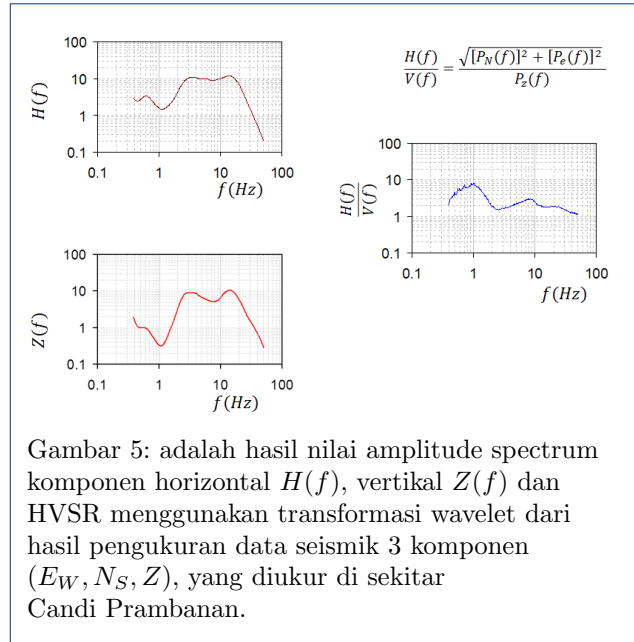 100
10
1
0.1
H(f)
0.1 1 10 100
f(Hz)
H(f)/V(f) = √([P_N(f)]² + [P_e(f)]²) / P_z(f)
100
10
1
0.1
H(f)/V(f)
0.1 1 10 100
f(Hz)
100
10
1
0.1
Z(f)
0.1 1 10 100
f(Hz)
Gambar 5: adalah hasil nilai amplitude spectrum
komponen horizontal H(f), vertikal Z(f) dan
HVSR menggunakan transformasi wavelet dari
hasil pengukuran data seismik 3 komponen
(E_W, N_S, Z), yang diukur di sekitar
Candi Prambanan.